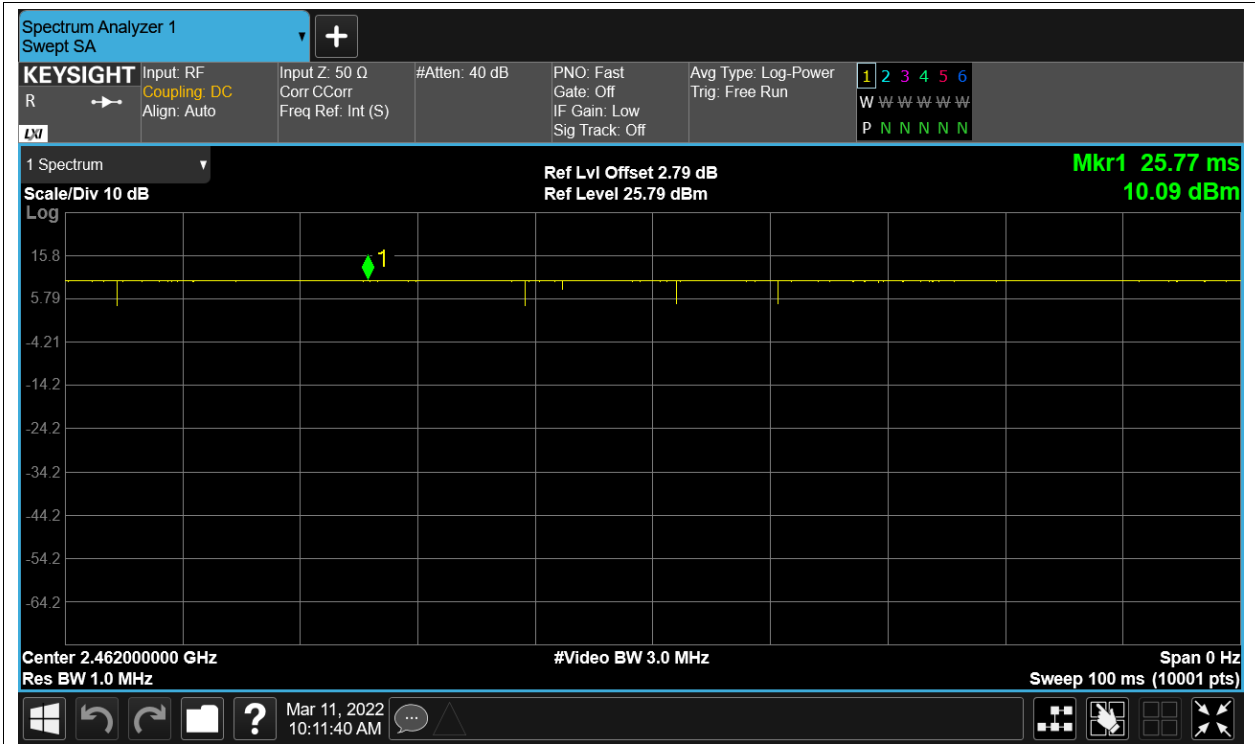 Spectrum Analyzer 1
Swept SA
KEYSIGHT
R
LXI
Input: RF
Coupling: DC
Align: Auto
Input Z: 50 Ω
Corr CCorr
Freq Ref: Int (S)
#Atten: 40 dB
PNO: Fast
Gate: Off
IF Gain: Low
Sig Track: Off
Avg Type: Log-Power
Trig: Free Run
1 2 3 4 5 6
W W W W W W
P N N N N N
1 Spectrum
Scale/Div 10 dB
Ref Lvl Offset 2.79 dB
Ref Level 25.79 dBm
Mkr1 25.77 ms
10.09 dBm
Log
1
15.8
5.79
-4.21
-14.2
-24.2
-34.2
-44.2
-54.2
-64.2
Center 2.462000000 GHz
Res BW 1.0 MHz
#Video BW 3.0 MHz
Span 0 Hz
Sweep 100 ms (10001 pts)
?
Mar 11, 2022
10:11:40 AM